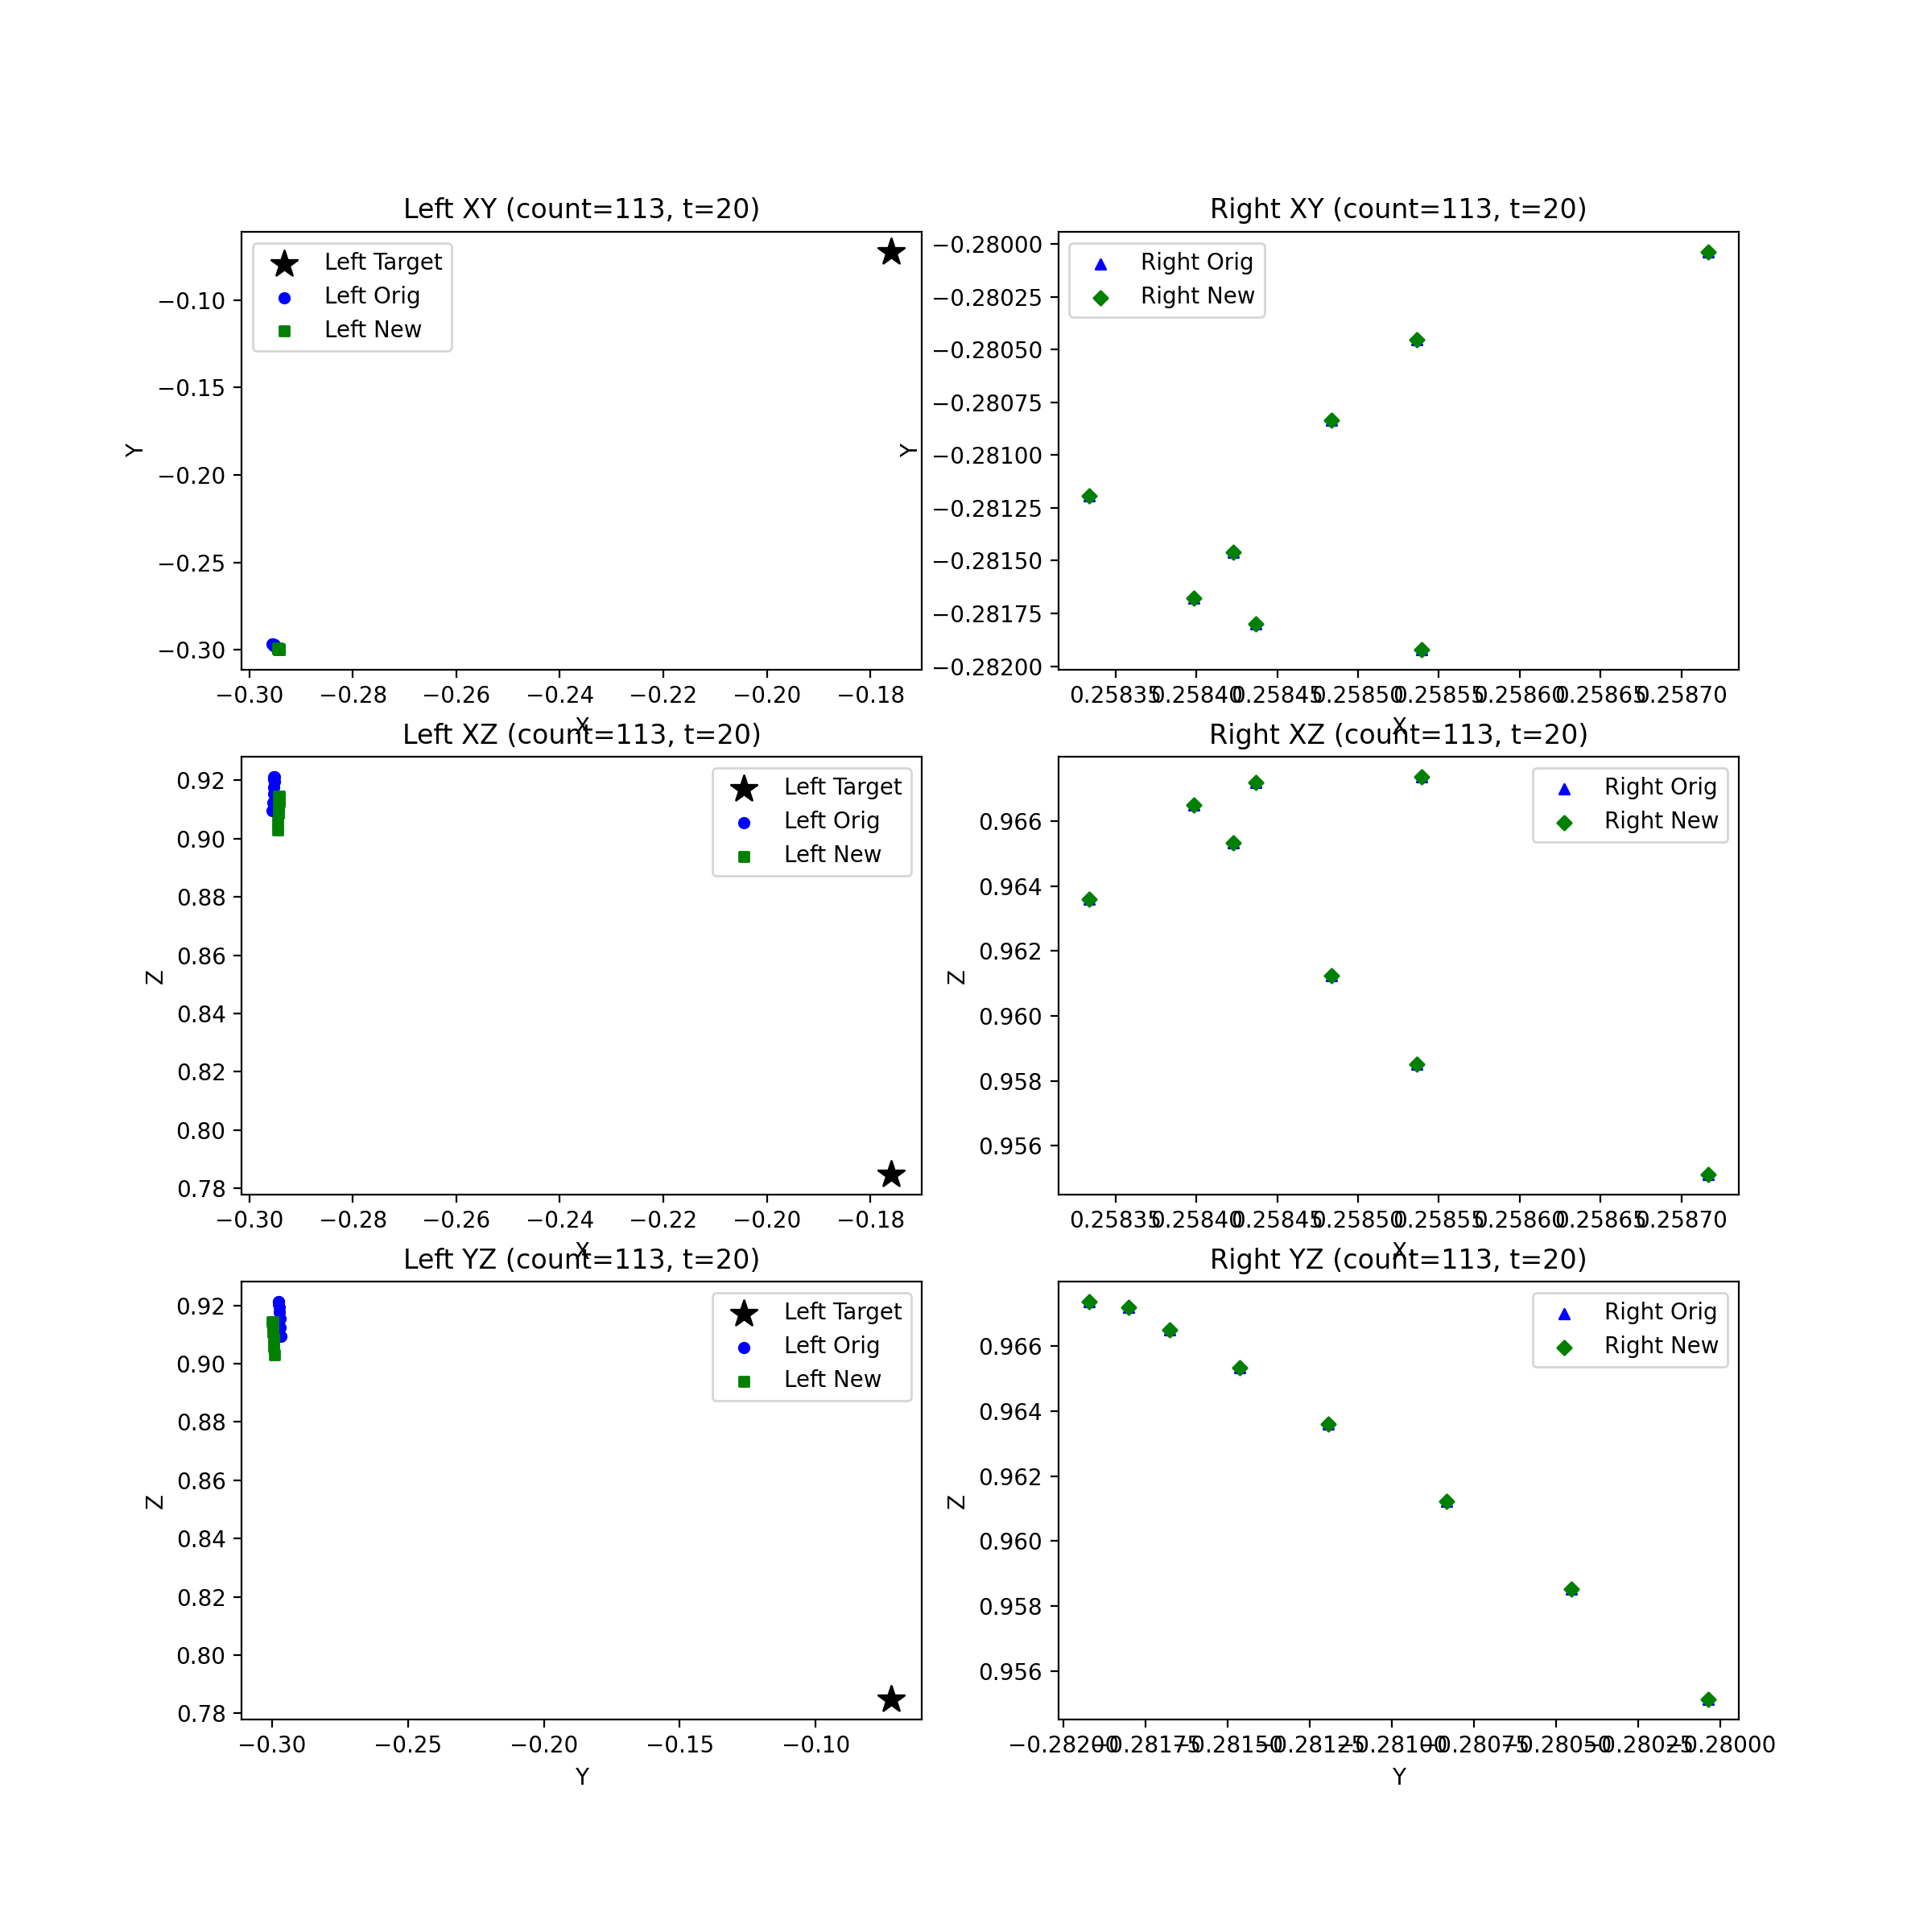 Left XY (count=113, t=20)
Left Target
Left Orig
Left New
Y
−0.10
−0.15
−0.20
−0.25
−0.30
−0.30 −0.28 −0.26 −0.24 −0.22 −0.20 −0.18
X
Right XY (count=113, t=20)
Right Orig
Right New
Y
−0.28000
−0.28025
−0.28050
−0.28075
−0.28100
−0.28125
−0.28150
−0.28175
−0.28200
0.25835 0.25840 0.25845 0.25850 0.25855 0.25860 0.25865 0.25870
X
Left XZ (count=113, t=20)
Left Target
Left Orig
Left New
Z
0.92
0.90
0.88
0.86
0.84
0.82
0.80
0.78
−0.30 −0.28 −0.26 −0.24 −0.22 −0.20 −0.18
X
Right XZ (count=113, t=20)
Right Orig
Right New
Z
0.966
0.964
0.962
0.960
0.958
0.956
0.25835 0.25840 0.25845 0.25850 0.25855 0.25860 0.25865 0.25870
X
Left YZ (count=113, t=20)
Left Target
Left Orig
Left New
Z
0.92
0.90
0.88
0.86
0.84
0.82
0.80
0.78
−0.30 −0.25 −0.20 −0.15 −0.10
Y
Right YZ (count=113, t=20)
Right Orig
Right New
Z
0.966
0.964
0.962
0.960
0.958
0.956
−0.28200 −0.28175 −0.28150 −0.28125 −0.28100 −0.28075 −0.28050 −0.28025 −0.28000
Y